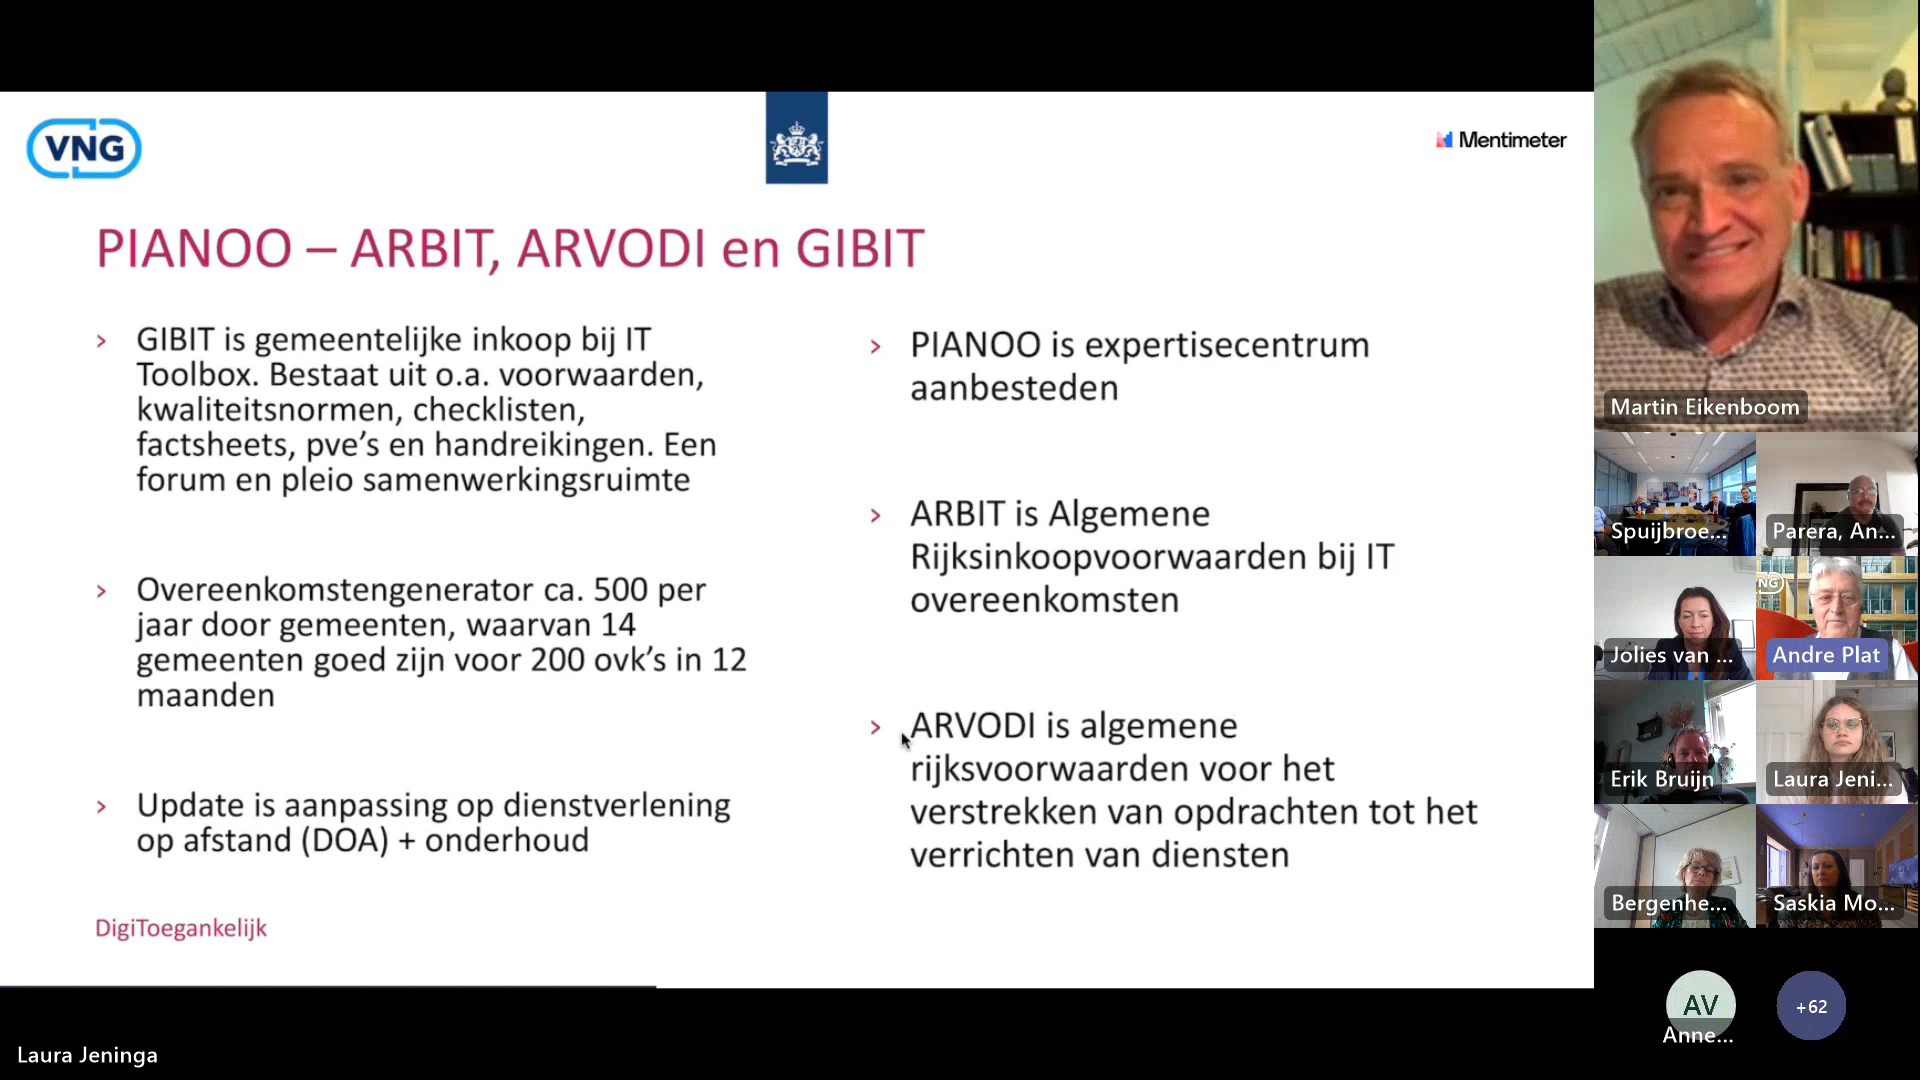 VNG
Mentimeter
PIANOO – ARBIT, ARVODI en GIBIT
› GIBIT is gemeentelijke inkoop bij IT
Toolbox. Bestaat uit o.a. voorwaarden,
kwaliteitsnormen, checklisten,
factsheets, pve’s en handreikingen. Een
forum en pleio samenwerkingsruimte
› Overeenkomstengenerator ca. 500 per
jaar door gemeenten, waarvan 14
gemeenten goed zijn voor 200 ovk’s in 12
maanden
› Update is aanpassing op dienstverlening
op afstand (DOA) + onderhoud
› PIANOO is expertisecentrum
aanbesteden
› ARBIT is Algemene
Rijksinkoopvoorwaarden bij IT
overeenkomsten
› ARVODI is algemene
rijksvoorwaarden voor het
verstrekken van opdrachten tot het
verrichten van diensten
DigiToegankelijk
Laura Jeninga
Martin Eikenboom
Spuijbroe...
Parera, An...
Jolies van ...
NG
Andre Plat
Erik Bruijn
Laura Jeni...
Bergenhe...
Saskia Mo...
AV
Anne...
+62